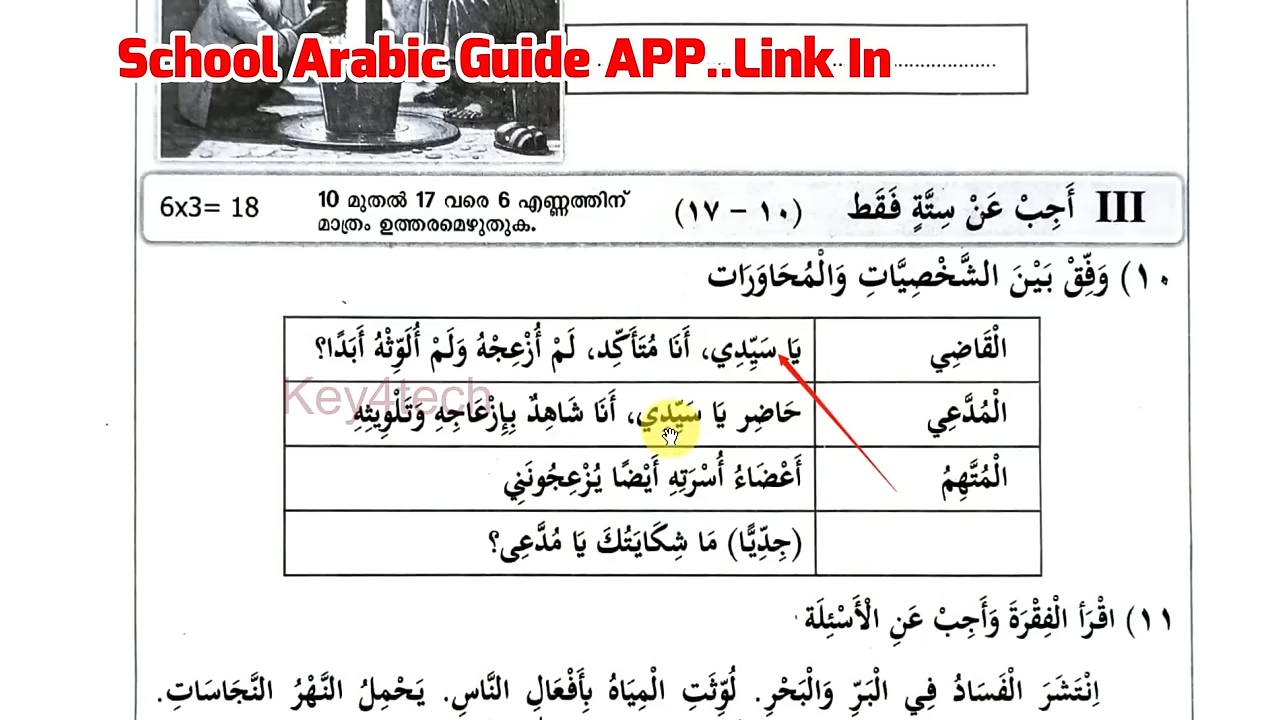 School Arabic Guide APP..Link In
III أَجِبْ عَنْ سِتَّةٍ فَقَط (١٠ – ١٧)
10 മുതൽ 17 വരെ 6 എണ്ണത്തിന്
മാത്രം ഉത്തരമെഴുതുക.
6x3= 18
١٠) وَفِّقْ بَيْنَ الشَّخْصِيَّاتِ وَالْمُحَاوَرَات
الْقَاضِي
يَا سَيِّدِي، أَنَا مُتَأَكِّد، لَمْ أُزْعِجْهُ وَلَمْ أُلَوِّثْهُ أَبَدًا؟
Key4tech
الْمُدَّعِي
حَاضِر يَا سَيِّدِي، أَنَا شَاهِدٌ بِإِزْعَاجِهِ وَتَلْوِيثِهِ
الْمُتَّهِمُ
أَعْضَاءُ أُسْرَتِهِ أَيْضًا يُزْعِجُونَنِي
(جِدِّيًّا) مَا شِكَايَتُكَ يَا مُدَّعِى؟
١١) اقْرَأ الْفِقْرَةَ وَأَجِبْ عَنِ الْأَسْئِلَة
اِنْتَشَرَ الْفَسَادُ فِي الْبَرِّ وَالْبَحْرِ. لُوِّثَتِ الْمِيَاهُ بِأَفْعَالِ النَّاسِ. يَحْمِلُ النَّهْرُ النَّجَاسَاتِ.